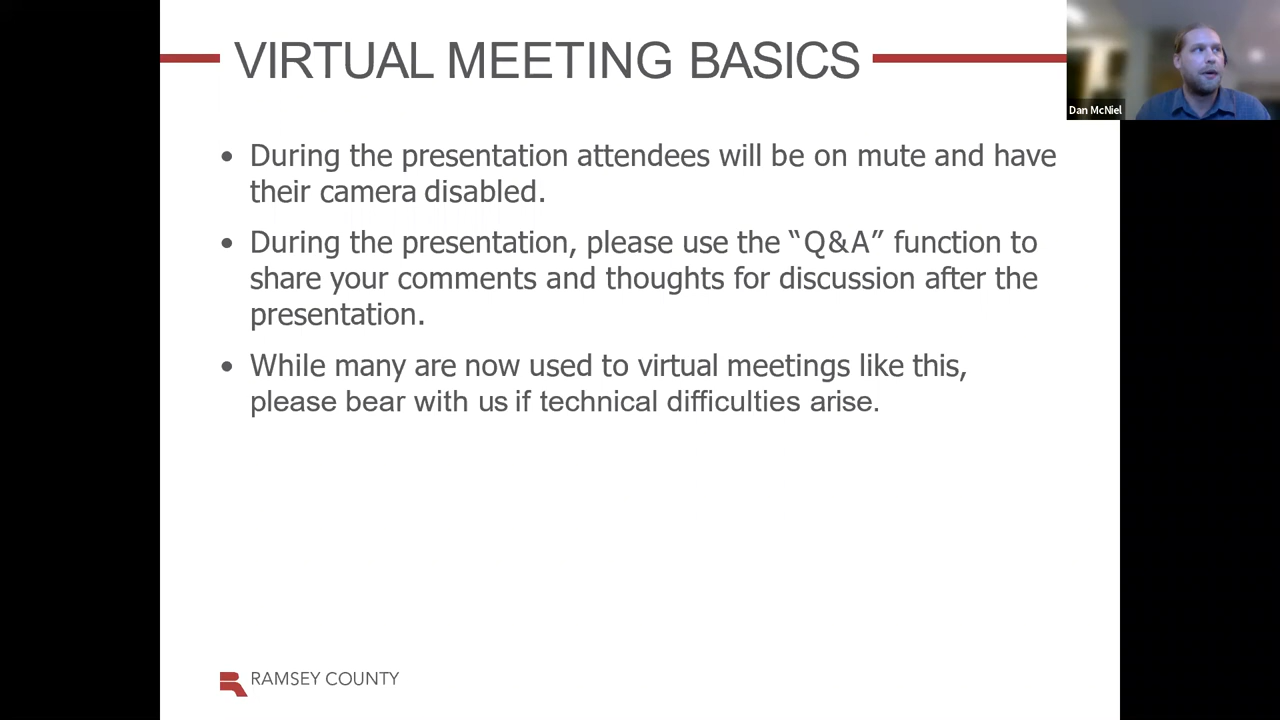 VIRTUAL MEETING BASICS
Dan McNiel
• During the presentation attendees will be on mute and have
their camera disabled.
• During the presentation, please use the “Q&A” function to
share your comments and thoughts for discussion after the
presentation.
• While many are now used to virtual meetings like this,
please bear with us if technical difficulties arise.
RAMSEY COUNTY